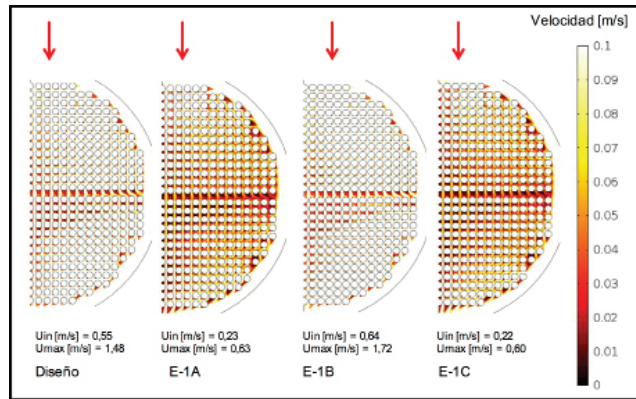 Velocidad [m/s]
0.1
0.09
0.08
0.07
0.06
0.05
0.04
0.03
0.02
0.01
0
Uin [m/s] = 0,55
Umax [m/s] = 1,48
Diseño
Uin [m/s] = 0,23
Umax [m/s] = 0,63
E-1A
Uin [m/s] = 0,64
Umax [m/s] = 1,72
E-1B
Uin [m/s] = 0,22
Umax [m/s] = 0,60
E-1C